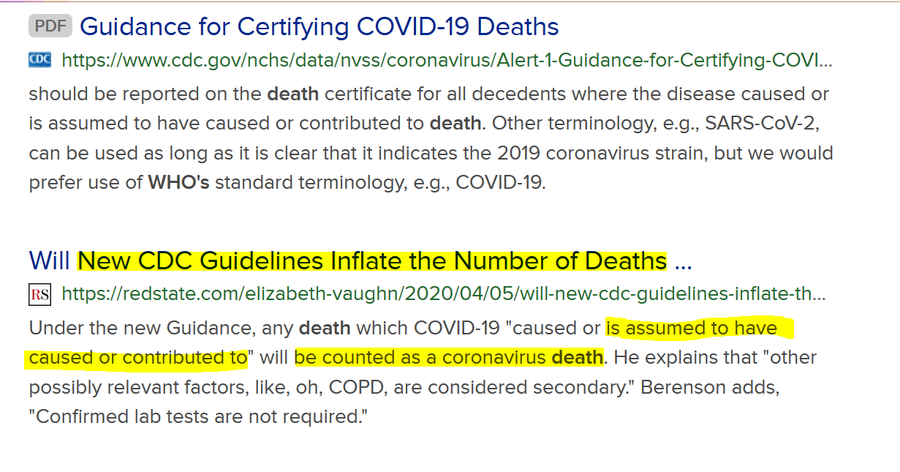 PDF Guidance for Certifying COVID-19 Deaths
CDC https://www.cdc.gov/nchs/data/nvss/coronavirus/Alert-1-Guidance-for-Certifying-COVI...
should be reported on the death certificate for all decedents where the disease caused or
is assumed to have caused or contributed to death. Other terminology, e.g., SARS-CoV-2,
can be used as long as it is clear that it indicates the 2019 coronavirus strain, but we would
prefer use of WHO's standard terminology, e.g., COVID-19.
Will New CDC Guidelines Inflate the Number of Deaths ...
RS https://redstate.com/elizabeth-vaughn/2020/04/05/will-new-cdc-guidelines-inflate-th...
Under the new Guidance, any death which COVID-19 "caused or is assumed to have
caused or contributed to" will be counted as a coronavirus death. He explains that "other
possibly relevant factors, like, oh, COPD, are considered secondary." Berenson adds,
"Confirmed lab tests are not required."